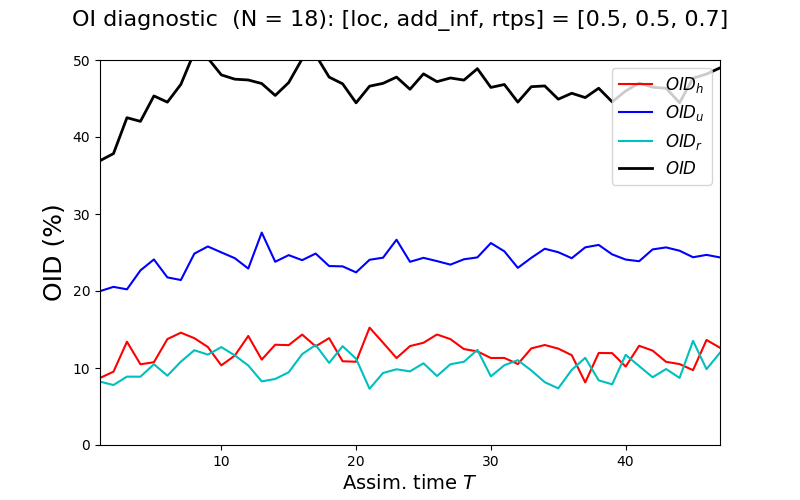 OI diagnostic (N = 18): [loc, add_inf, rtps] = [0.5, 0.5, 0.7]
50
40
30
20
10
0
OID (%)
OID_h
OID_u
OID_r
OID
10 20 30 40
Assim. time T